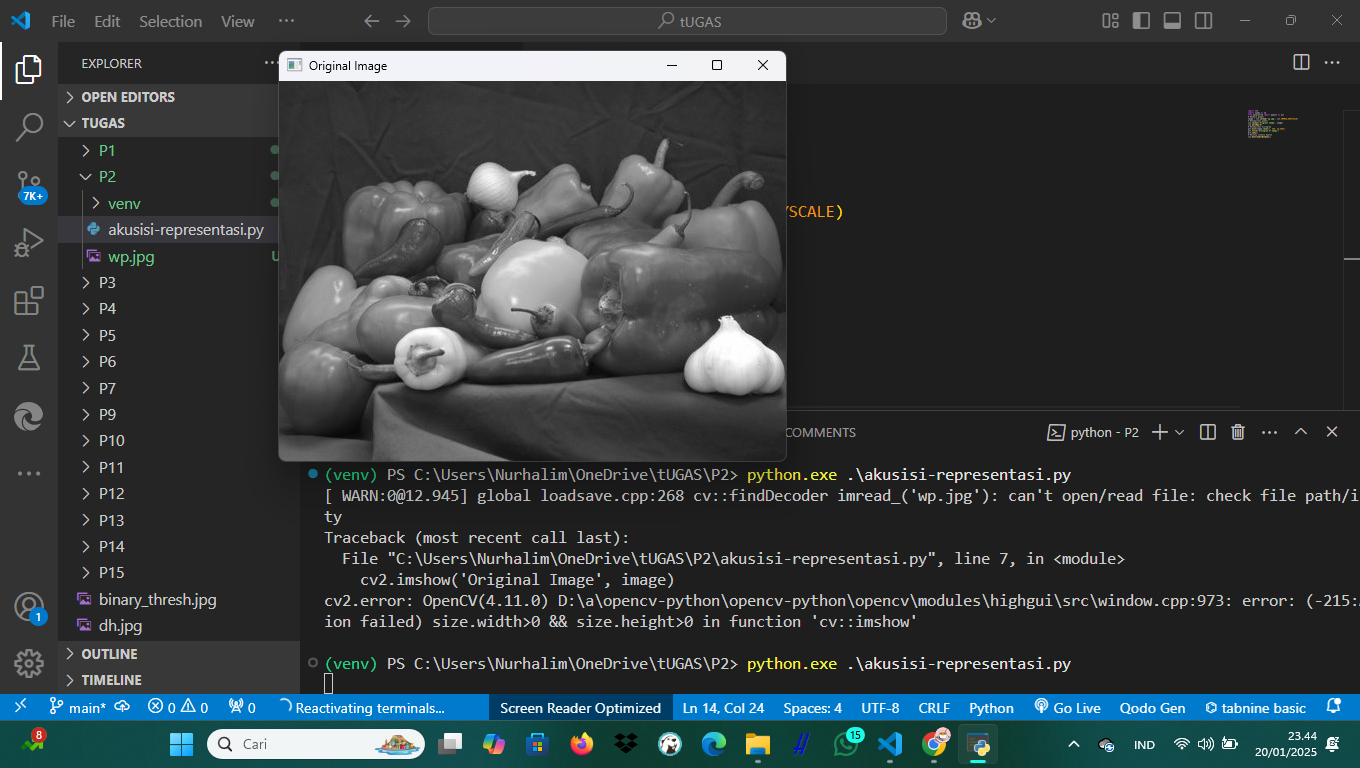 File Edit Selection View ··· tUGAS
EXPLORER ···
OPEN EDITORS
TUGAS
P1
P2
venv
akusisi-representasi.py
wp.jpg U
P3
P4
P5
P6
P7
P9
P10
P11
P12
P13
P14
P15
binary_thresh.jpg
dh.jpg
OUTLINE
TIMELINE
7K+
1
Original Image
YSCALE)
COMMENTS
python - P2
(venv) PS C:\Users\Nurhalim\OneDrive\tUGAS\P2> python.exe .\akusisi-representasi.py
[ WARN:0@12.945] global loadsave.cpp:268 cv::findDecoder imread_('wp.jpg'): can't open/read file: check file path/i
ty
Traceback (most recent call last):
File "C:\Users\Nurhalim\OneDrive\tUGAS\P2\akusisi-representasi.py", line 7, in <module>
cv2.imshow('Original Image', image)
cv2.error: OpenCV(4.11.0) D:\a\opencv-python\opencv-python\opencv\modules\highgui\src\window.cpp:973: error: (-215:
ion failed) size.width>0 && size.height>0 in function 'cv::imshow'
(venv) PS C:\Users\Nurhalim\OneDrive\tUGAS\P2> python.exe .\akusisi-representasi.py
main* 0 0 0 Reactivating terminals... Screen Reader Optimized Ln 14, Col 24 Spaces: 4 UTF-8 CRLF Python Go Live Qodo Gen tabnine basic
8 Cari 15 IND 23.44
20/01/2025